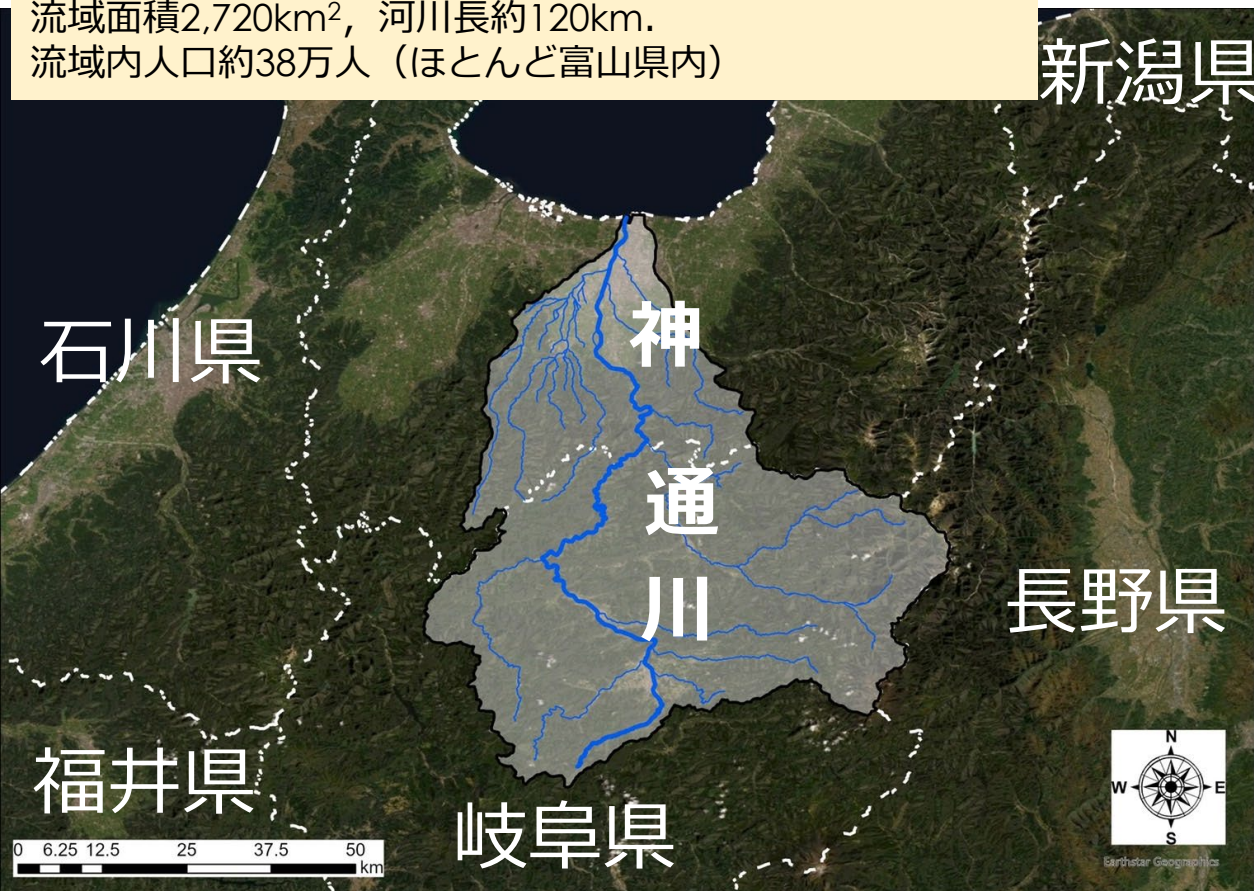 流域面積2,720km²，河川長約120km．
流域内人口約38万人（ほとんど富山県内）
新潟県
石川県
神
通
川
長野県
福井県
岐阜県
N
W E
S
0 6.25 12.5 25 37.5 50
km
Earthstar Geographics